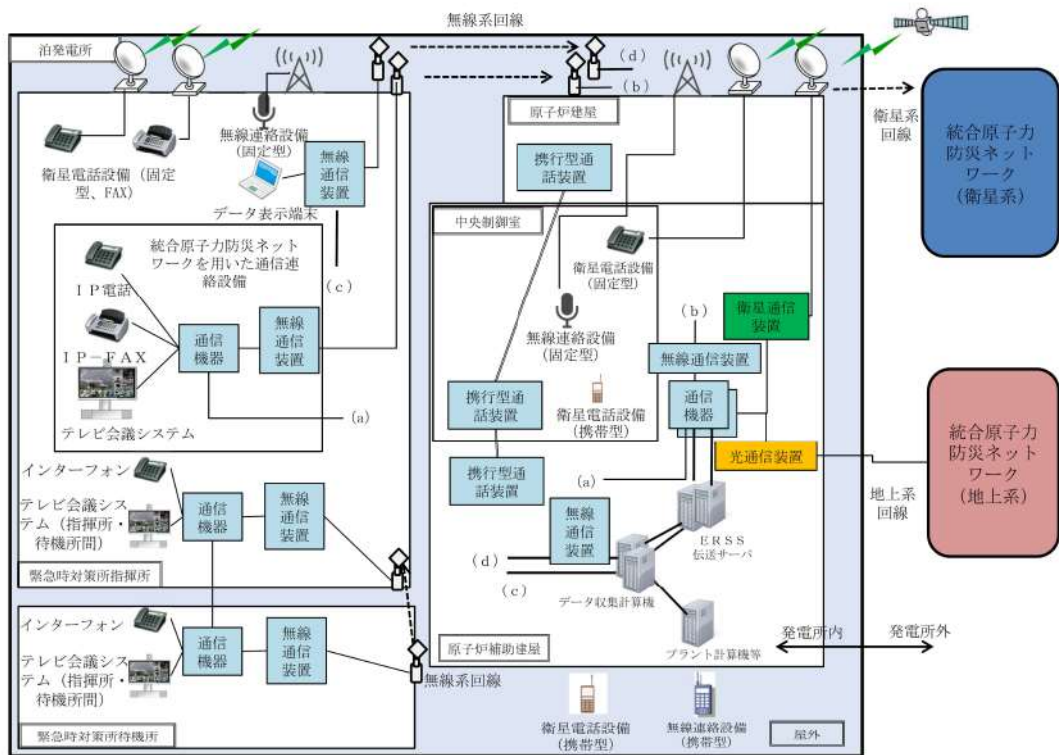 無線系回線
泊発電所
(d)
(b)
衛星電話設備（固定
型、FAX）
無線連絡設備
(固定型)
データ表示端末
無線
通信
装置
(c)
統合原子力防災ネット
ワークを用いた通信連
絡設備
ＩＰ電話
IP－ＦＡＸ
テレビ会議システム
通信
機器
無線
通信
装置
(a)
インターフォン
テレビ会議シス
テム（指揮所・
待機所間）
通信
機器
無線
通信
装置
緊急時対策所指揮所
インターフォン
テレビ会議シス
テム（指揮所・
待機所間）
通信
機器
無線
通信
装置
緊急時対策所待機所
無線系回線
原子炉建屋
携行型通
話装置
中央制御室
衛星電話設備
(固定型)
無線連絡設備
(固定型)
衛星電話設備
(携帯型)
携行型通
話装置
携行型通
話装置
(b)
無線通信装置
通信
機器
衛星通信
装置
光通信装置
(a)
無線
通信
装置
(d)
(c)
ＥＲＳＳ
伝送サーバ
データ収集計算機
プラント計算機等
原子炉補助建屋
衛星電話設備
(携帯型)
無線連絡設備
(携帯型)
屋外
衛星系
回線
統合原子力
防災ネット
ワーク
(衛星系)
統合原子力
防災ネット
ワーク
(地上系)
地上系
回線
発電所内
発電所外